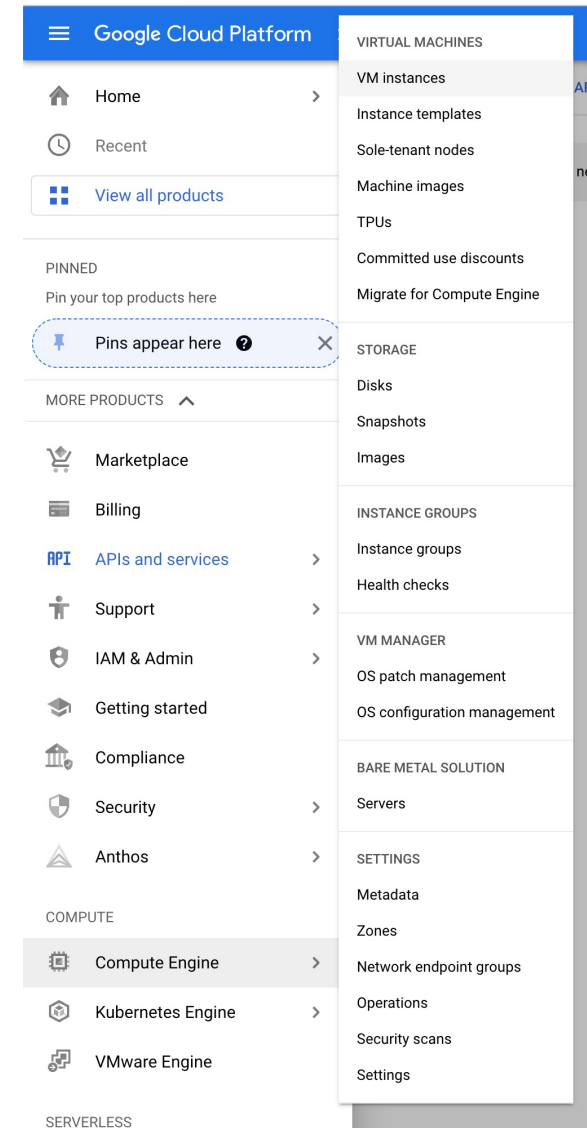 Google Cloud Platform
Home
Recent
View all products
PINNED
Pin your top products here
Pins appear here ?
MORE PRODUCTS
Marketplace
Billing
API APIs and services
Support
IAM & Admin
Getting started
Compliance
Security
Anthos
COMPUTE
Compute Engine
Kubernetes Engine
VMware Engine
SERVERLESS
VIRTUAL MACHINES
VM instances
Instance templates
Sole-tenant nodes
Machine images
TPUs
Committed use discounts
Migrate for Compute Engine
STORAGE
Disks
Snapshots
Images
INSTANCE GROUPS
Instance groups
Health checks
VM MANAGER
OS patch management
OS configuration management
BARE METAL SOLUTION
Servers
SETTINGS
Metadata
Zones
Network endpoint groups
Operations
Security scans
Settings